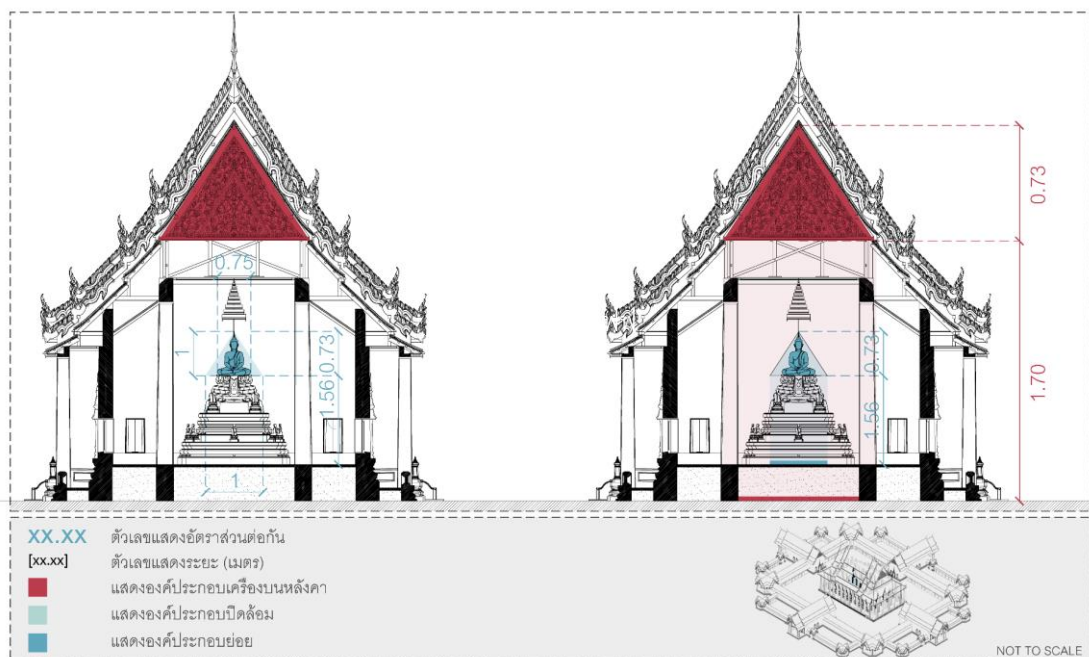 0.75
1
0.73
1.56
1
0.73
0.73
1.56
1.70
XX.XX ตัวเลขแสดงอัตราส่วนต่อกัน
[xx.xx] ตัวเลขแสดงระยะ (เมตร)
แสดงองค์ประกอบเครื่องบนหลังคา
แสดงองค์ประกอบปิดล้อม
แสดงองค์ประกอบย่อย
NOT TO SCALE